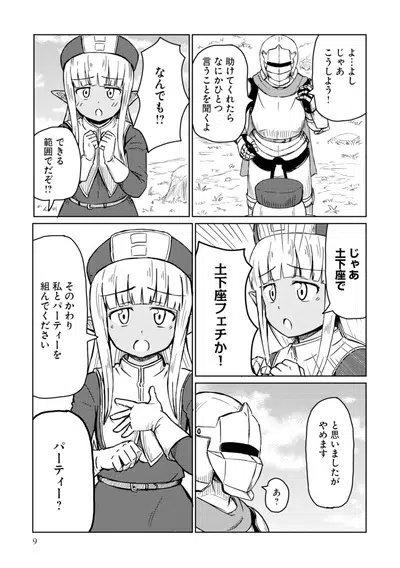 よ…よし
じゃあ
こうしよう！
助けてくれたら
なにかひとつ
言うことを聞くよ
なんでも!?
できる
範囲でだぞ!?
じゃあ
土下座で
土下座フェチか！
と思いましたが
やめます
あ？
そのかわり
私とパーティーを
組んでください
パーティー？
9